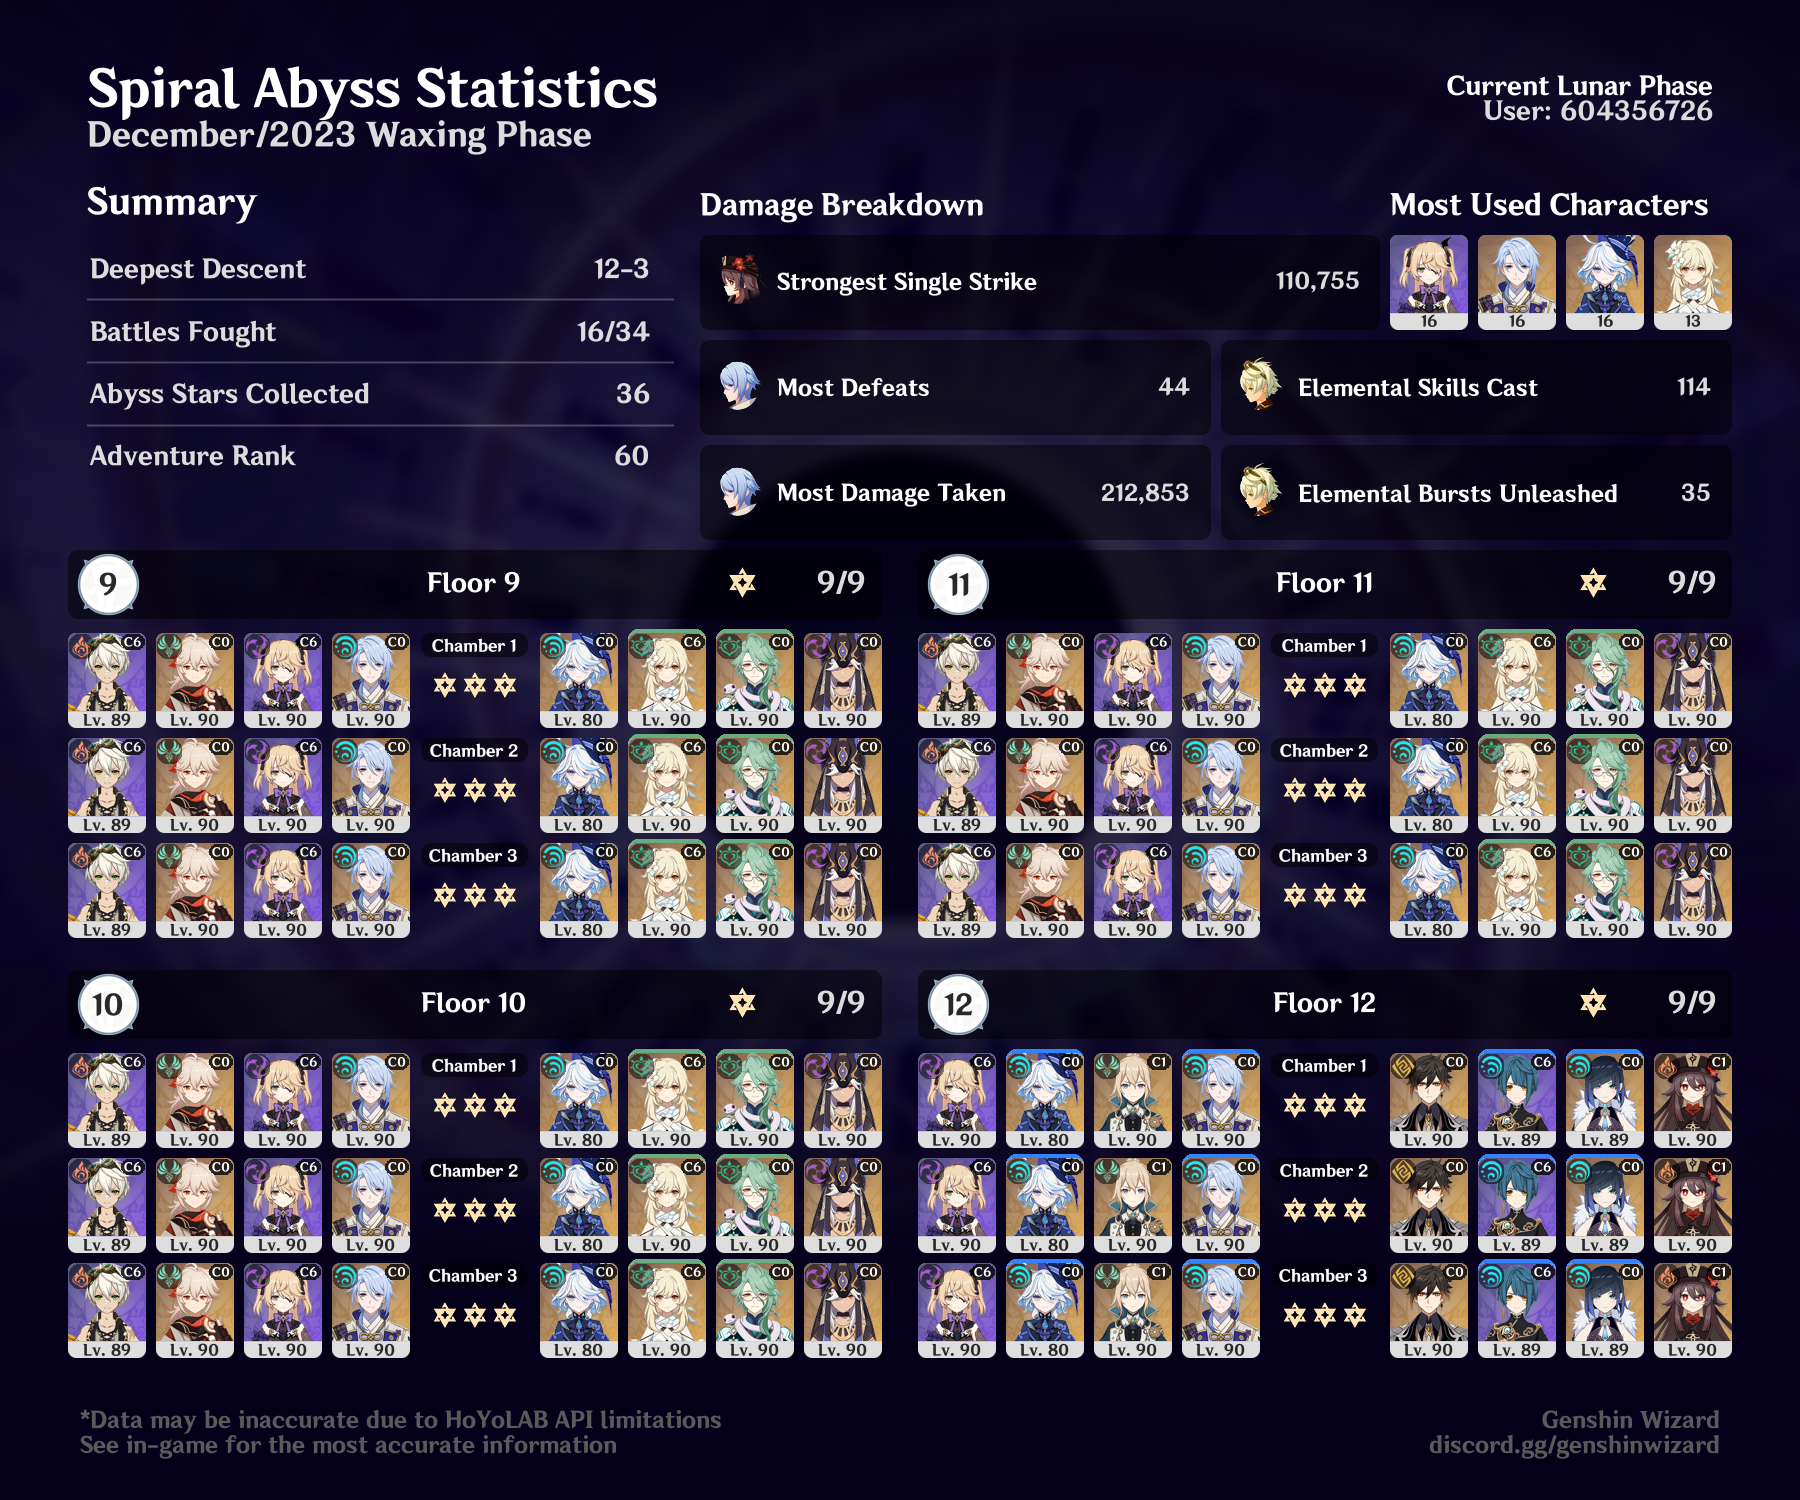 Spiral Abyss Statistics
December/2023 Waxing Phase
Current Lunar Phase
User: 604356726
Summary
Deepest Descent 12-3
Battles Fought 16/34
Abyss Stars Collected 36
Adventure Rank 60
Damage Breakdown
Strongest Single Strike 110,755
Most Defeats 44
Elemental Skills Cast 114
Most Damage Taken 212,853
Elemental Bursts Unleashed 35
Most Used Characters
16 16 16 13
9 Floor 9 9/9
C6 C0 C6 C0 Chamber 1 C0 C6 C0 C0
Lv. 89 Lv. 90 Lv. 90 Lv. 90 Lv. 80 Lv. 90 Lv. 90 Lv. 90
C6 C0 C6 C0 Chamber 2 C0 C6 C0 C0
Lv. 89 Lv. 90 Lv. 90 Lv. 90 Lv. 80 Lv. 90 Lv. 90 Lv. 90
C6 C0 C6 C0 Chamber 3 C0 C6 C0 C0
Lv. 89 Lv. 90 Lv. 90 Lv. 90 Lv. 80 Lv. 90 Lv. 90 Lv. 90
11 Floor 11 9/9
C6 C0 C6 C0 Chamber 1 C0 C6 C0 C0
Lv. 89 Lv. 90 Lv. 90 Lv. 90 Lv. 80 Lv. 90 Lv. 90 Lv. 90
C6 C0 C6 C0 Chamber 2 C0 C6 C0 C0
Lv. 89 Lv. 90 Lv. 90 Lv. 90 Lv. 80 Lv. 90 Lv. 90 Lv. 90
C6 C0 C6 C0 Chamber 3 C0 C6 C0 C0
Lv. 89 Lv. 90 Lv. 90 Lv. 90 Lv. 80 Lv. 90 Lv. 90 Lv. 90
10 Floor 10 9/9
C6 C0 C6 C0 Chamber 1 C0 C6 C0 C0
Lv. 89 Lv. 90 Lv. 90 Lv. 90 Lv. 80 Lv. 90 Lv. 90 Lv. 90
C6 C0 C6 C0 Chamber 2 C0 C6 C0 C0
Lv. 89 Lv. 90 Lv. 90 Lv. 90 Lv. 80 Lv. 90 Lv. 90 Lv. 90
C6 C0 C6 C0 Chamber 3 C0 C6 C0 C0
Lv. 89 Lv. 90 Lv. 90 Lv. 90 Lv. 80 Lv. 90 Lv. 90 Lv. 90
12 Floor 12 9/9
C6 C0 C1 C0 Chamber 1 C0 C6 C0 C1
Lv. 90 Lv. 80 Lv. 90 Lv. 90 Lv. 90 Lv. 89 Lv. 89 Lv. 90
C6 C0 C1 C0 Chamber 2 C0 C6 C0 C1
Lv. 90 Lv. 80 Lv. 90 Lv. 90 Lv. 90 Lv. 89 Lv. 89 Lv. 90
C6 C0 C1 C0 Chamber 3 C0 C6 C0 C1
Lv. 90 Lv. 80 Lv. 90 Lv. 90 Lv. 90 Lv. 89 Lv. 89 Lv. 90
*Data may be inaccurate due to HoYoLAB API limitations
See in-game for the most accurate information
Genshin Wizard
discord.gg/genshinwizard